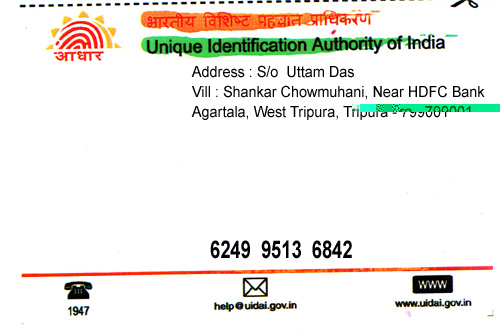 भारतीय विशिष्ट पहचान प्राधिकरण
Unique Identification Authority of India
आधार
Address : S/o Uttam Das
Vill : Shankar Chowmuhani, Near HDFC Bank
Agartala, West Tripura, Tripura - 799001
6249 9513 6842
1947
help@uidai.gov.in
WWW
www.uidai.gov.in